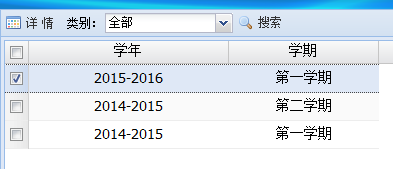 详 情 类别： 全部 搜索
学年 学期
2015-2016 第一学期
2014-2015 第二学期
2014-2015 第一学期